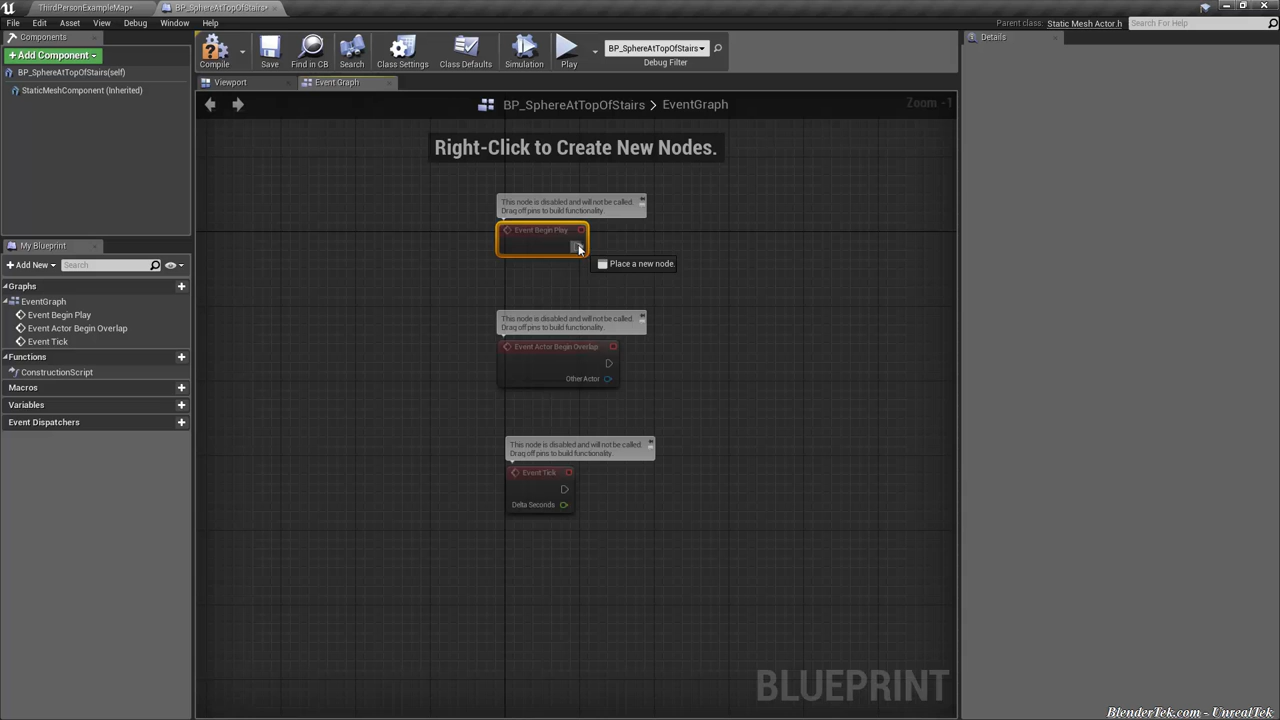 ThirdPersonExampleMap*
BP_SphereAtTopOfStairs*
File
Edit
Asset
View
Debug
Window
Help
Parent class:
Static Mesh Actor.h
Search For Help
Components
+Add Component
BP_SphereAtTopOfStairs(self)
StaticMeshComponent (Inherited)
Compile
Save
Find in CB
Search
Class Settings
Class Defaults
Simulation
Play
BP_SphereAtTopOfStairs
Debug Filter
Details
Viewport
Event Graph
BP_SphereAtTopOfStairs > EventGraph
Zoom -1
Right-Click to Create New Nodes.
This node is disabled and will not be called.
Drag off pins to build functionality.
Event Begin Play
Place a new node.
This node is disabled and will not be called.
Drag off pins to build functionality.
Event Actor Begin Overlap
Other Actor
This node is disabled and will not be called.
Drag off pins to build functionality.
Event Tick
Delta Seconds
My Blueprint
+Add New
Search
Graphs
EventGraph
Event Begin Play
Event Actor Begin Overlap
Event Tick
Functions
ConstructionScript
Macros
Variables
Event Dispatchers
BLUEPRINT
BlenderTek.com - UnrealTek